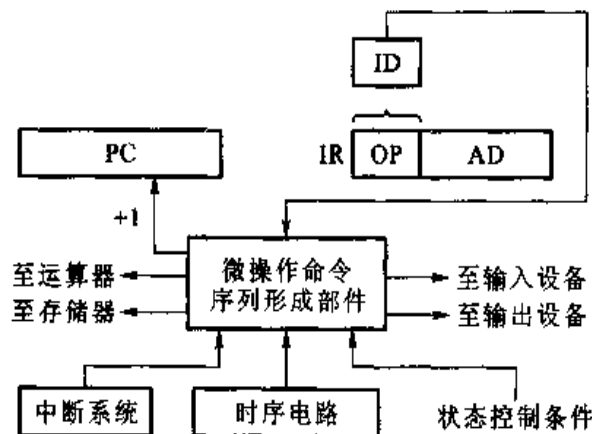 ID
PC
IR OP AD
+1
至运算器
至存储器
微操作命令
序列形成部件
至输入设备
至输出设备
中断系统
时序电路
状态控制条件